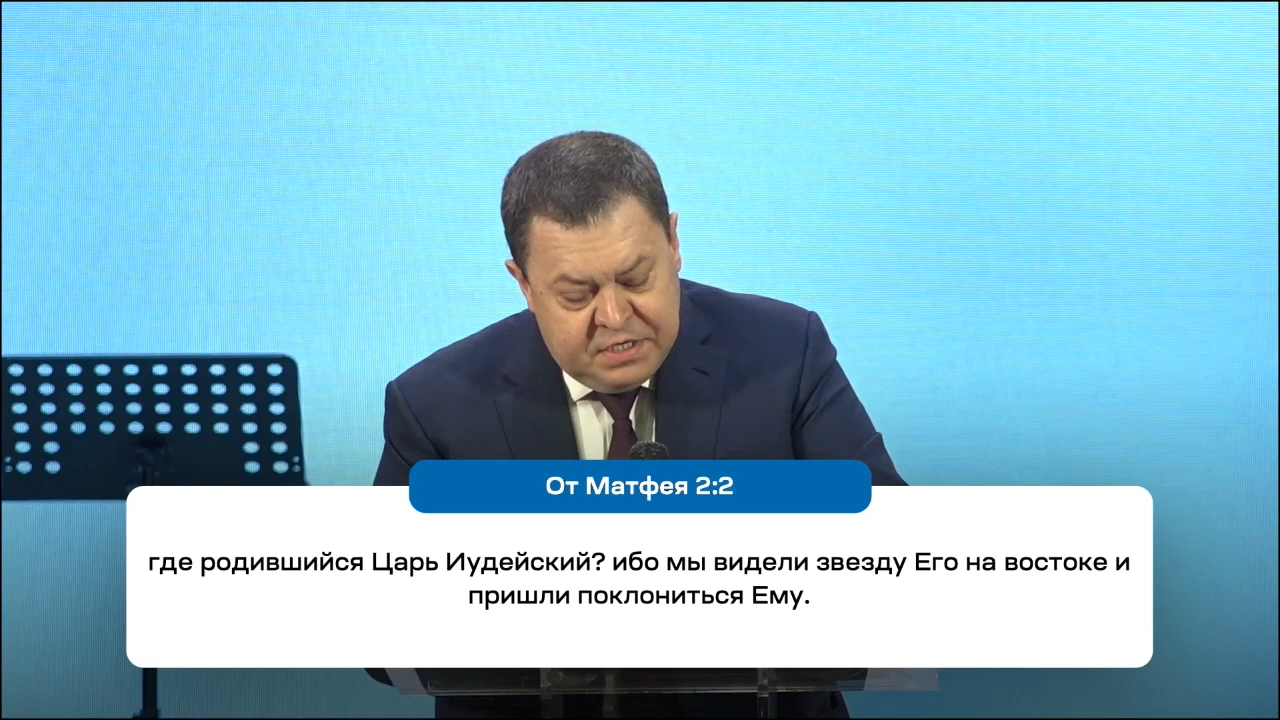 От Матфея 2:2
где родившийся Царь Иудейский? ибо мы видели звезду Его на востоке и
пришли поклониться Ему.